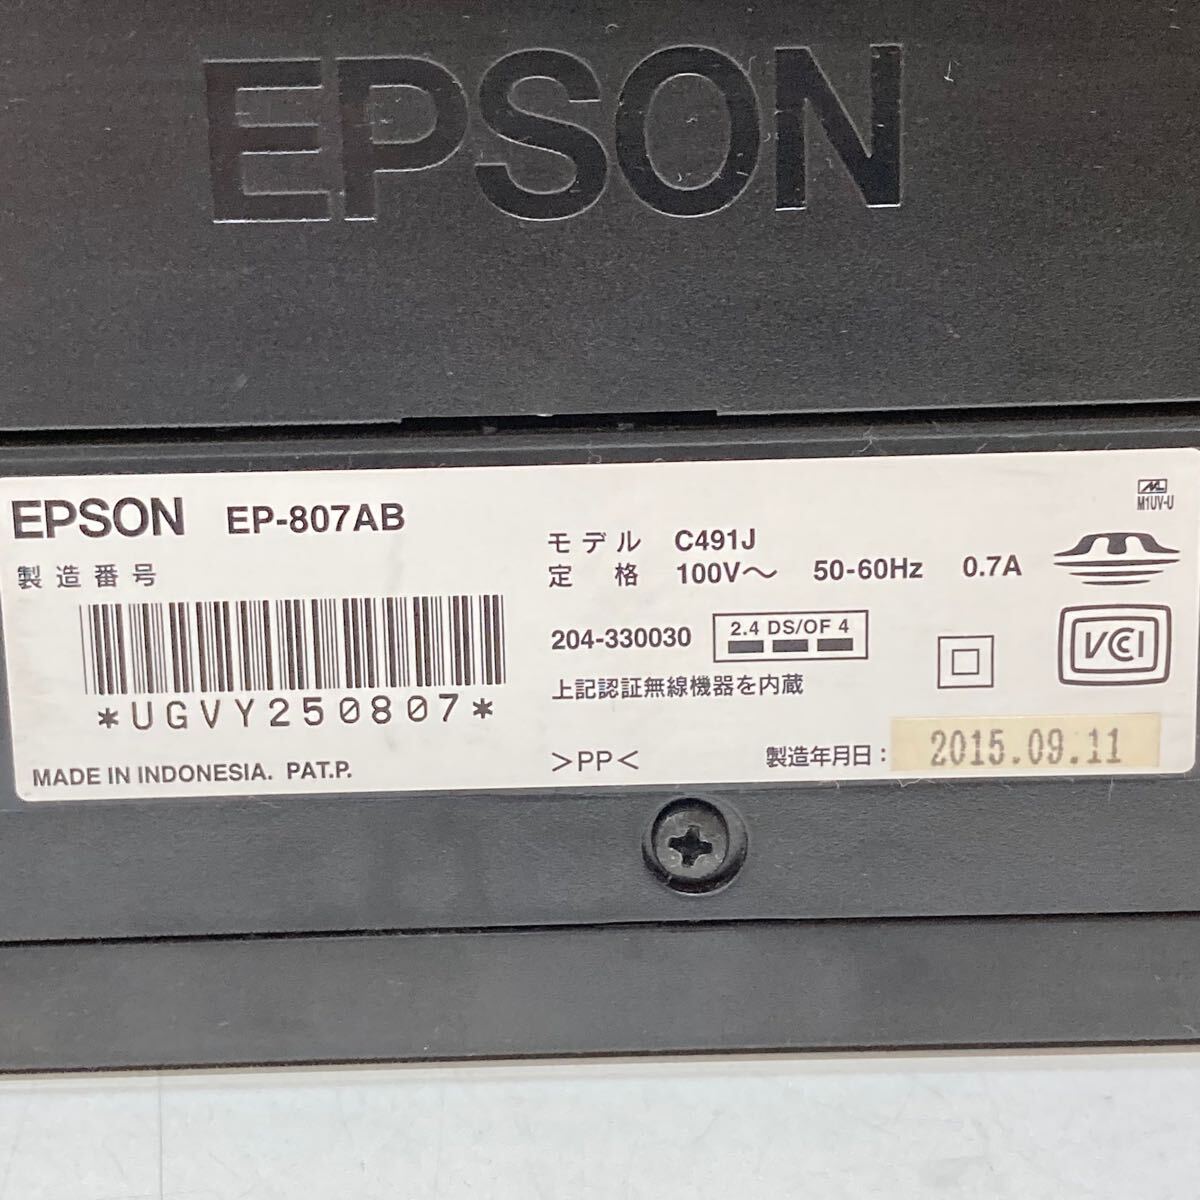 EPSON
EPSON EP-807AB
製造番号
*UGVY250807*
MADE IN INDONESIA. PAT.P.
モデル C491J
定格 100V～ 50-60Hz 0.7A
204-330030 2.4 DS/OF 4
上記認証無線機器を内蔵
>PP< 製造年月日: 2015.09.11
M1UV-U
VCI